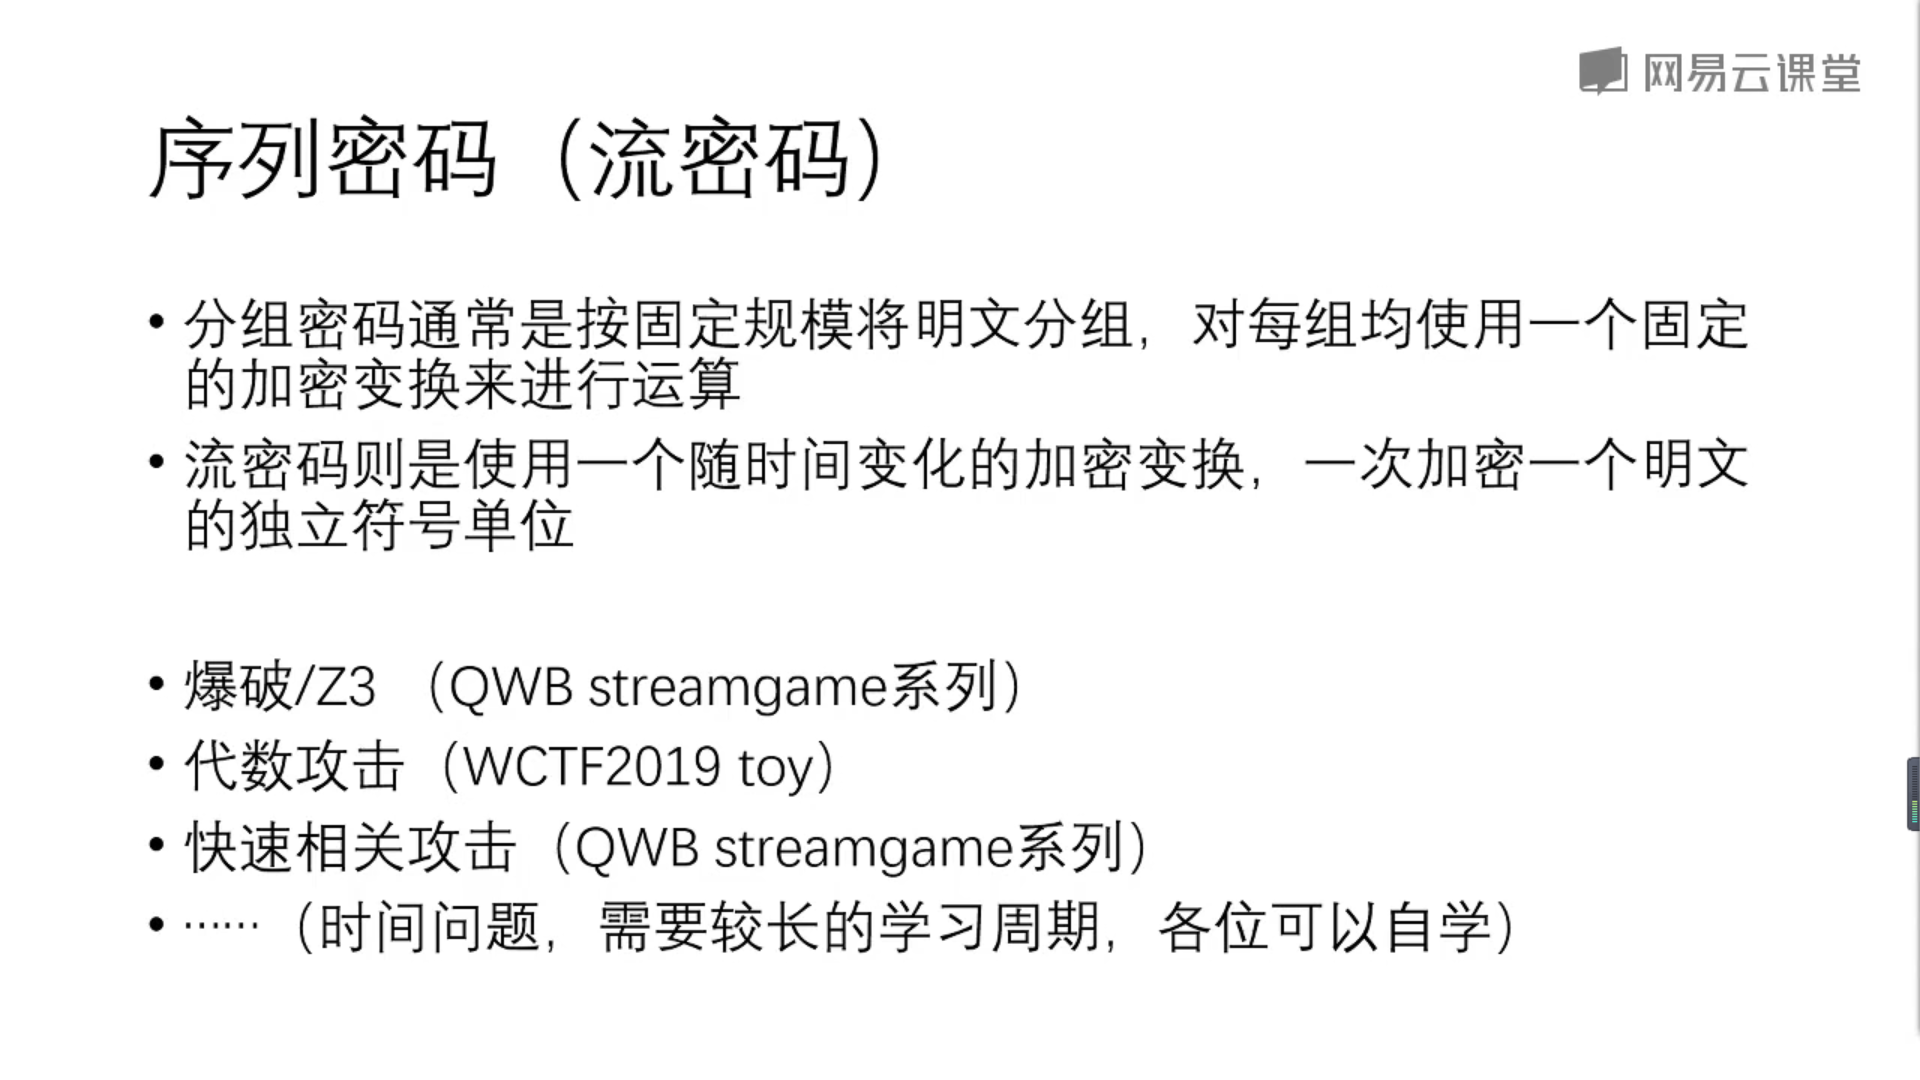 网易云课堂
序列密码（流密码）
• 分组密码通常是按固定规模将明文分组，对每组均使用一个固定
的加密变换来进行运算
• 流密码则是使用一个随时间变化的加密变换，一次加密一个明文
的独立符号单位
• 爆破/Z3 （QWB streamgame系列）
• 代数攻击（WCTF2019 toy）
• 快速相关攻击（QWB streamgame系列）
• ……（时间问题，需要较长的学习周期，各位可以自学）